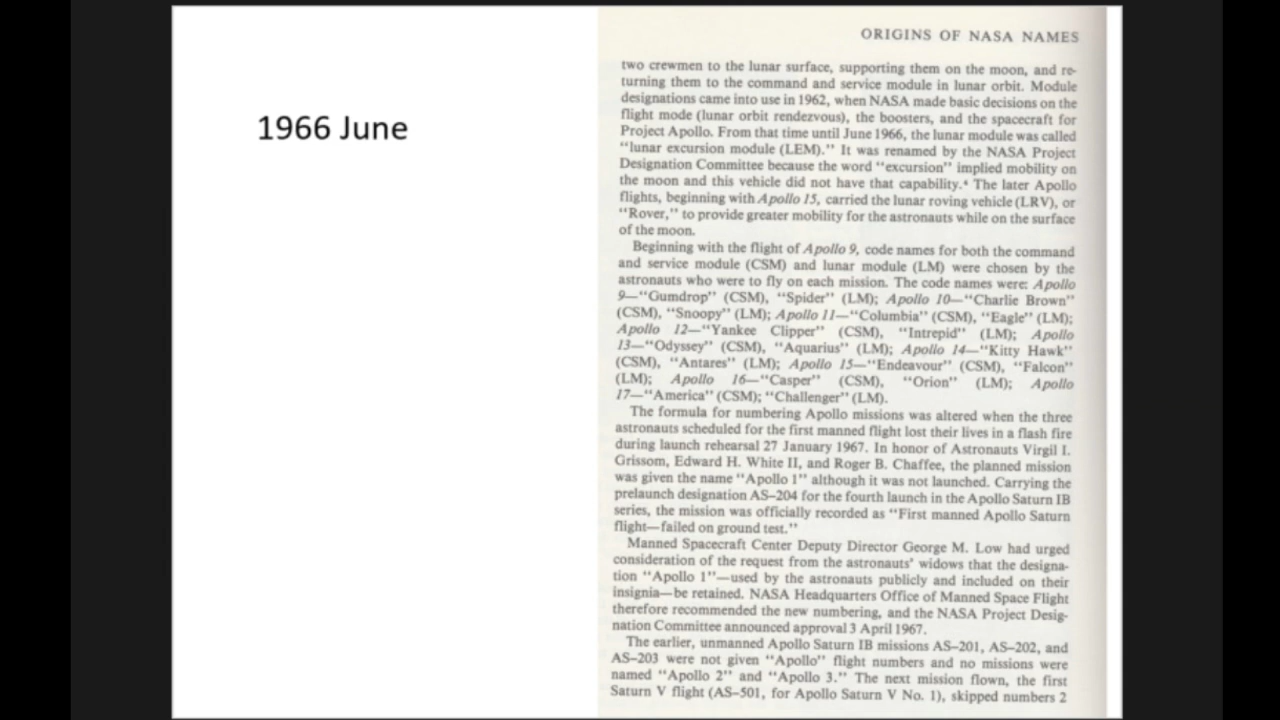 1966 June
ORIGINS OF NASA NAMES
two crewmen to the lunar surface, supporting them on the moon, and re-
turning them to the command and service module in lunar orbit. Module
designations came into use in 1962, when NASA made basic decisions on the
flight mode (lunar orbit rendezvous), the boosters, and the spacecraft for
Project Apollo. From that time until June 1966, the lunar module was called
“lunar excursion module (LEM).” It was renamed by the NASA Project
Designation Committee because the word “excursion” implied mobility on
the moon and this vehicle did not have that capability.⁴ The later Apollo
flights, beginning with Apollo 15, carried the lunar roving vehicle (LRV), or
“Rover,” to provide greater mobility for the astronauts while on the surface
of the moon.
Beginning with the flight of Apollo 9, code names for both the command
and service module (CSM) and lunar module (LM) were chosen by the
astronauts who were to fly on each mission. The code names were: Apollo
9—“Gumdrop” (CSM), “Spider” (LM); Apollo 10—“Charlie Brown”
(CSM), “Snoopy” (LM); Apollo 11—“Columbia” (CSM), “Eagle” (LM);
Apollo 12—“Yankee Clipper” (CSM), “Intrepid” (LM); Apollo
13—“Odyssey” (CSM), “Aquarius” (LM); Apollo 14—“Kitty Hawk”
(CSM), “Antares” (LM); Apollo 15—“Endeavour” (CSM), “Falcon”
(LM); Apollo 16—“Casper” (CSM), “Orion” (LM); Apollo
17—“America” (CSM); “Challenger” (LM).
The formula for numbering Apollo missions was altered when the three
astronauts scheduled for the first manned flight lost their lives in a flash fire
during launch rehearsal 27 January 1967. In honor of Astronauts Virgil I.
Grissom, Edward H. White II, and Roger B. Chaffee, the planned mission
was given the name “Apollo 1” although it was not launched. Carrying the
prelaunch designation AS–204 for the fourth launch in the Apollo Saturn IB
series, the mission was officially recorded as “First manned Apollo Saturn
flight—failed on ground test.”
Manned Spacecraft Center Deputy Director George M. Low had urged
consideration of the request from the astronauts’ widows that the designa-
tion “Apollo 1”—used by the astronauts publicly and included on their
insignia—be retained. NASA Headquarters Office of Manned Space Flight
therefore recommended the new numbering, and the NASA Project Desig-
nation Committee announced approval 3 April 1967.
The earlier, unmanned Apollo Saturn IB missions AS–201, AS–202, and
AS–203 were not given “Apollo” flight numbers and no missions were
named “Apollo 2” and “Apollo 3.” The next mission flown, the first
Saturn V flight (AS–501, for Apollo Saturn V No. 1), skipped numbers 2